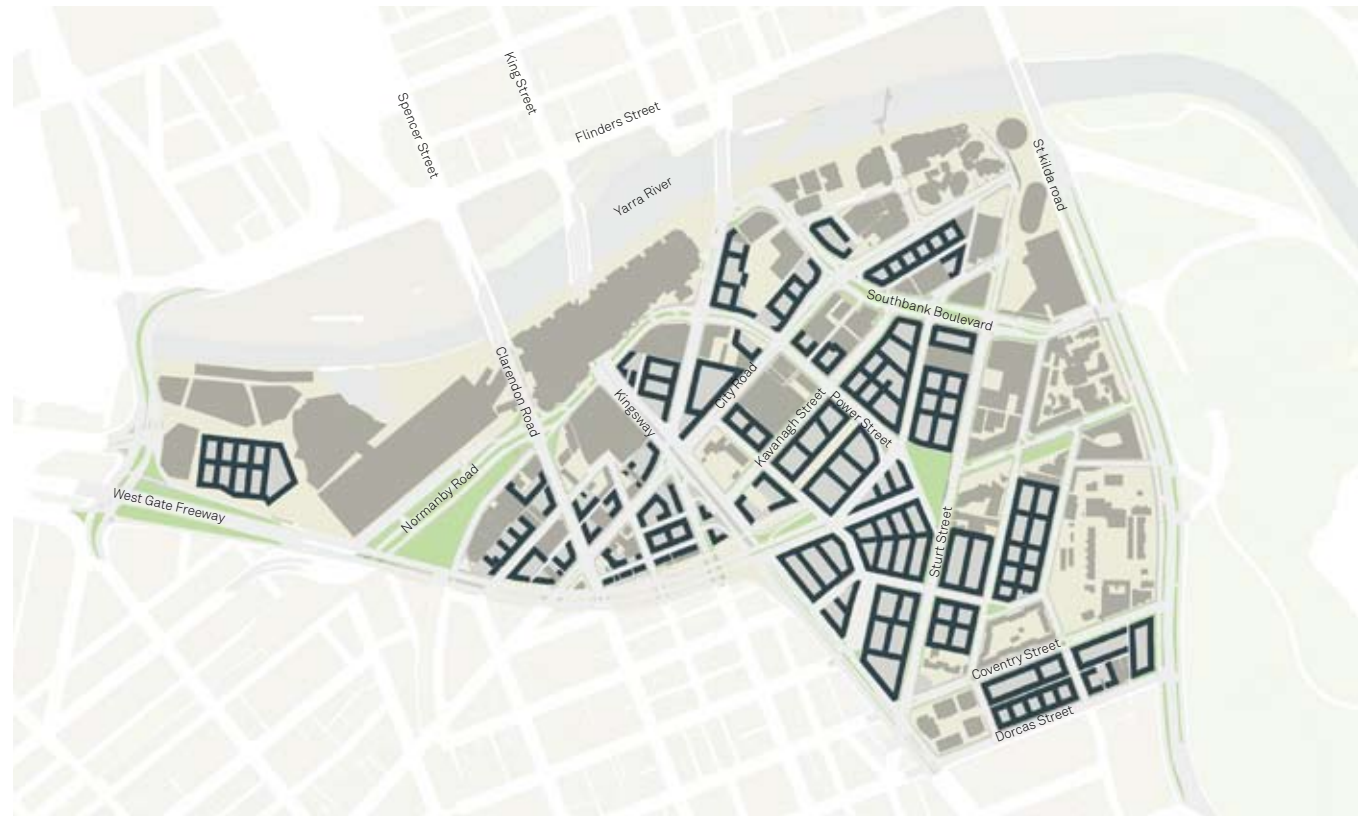 King Street
Spencer Street
Flinders Street
Yarra River
St kilda road
Southbank Boulevard
Clarendon Road
City Road
Kingsway
Kavanagh Street
Power Street
Normanby Road
West Gate Freeway
Sturt Street
Coventry Street
Dorcas Street